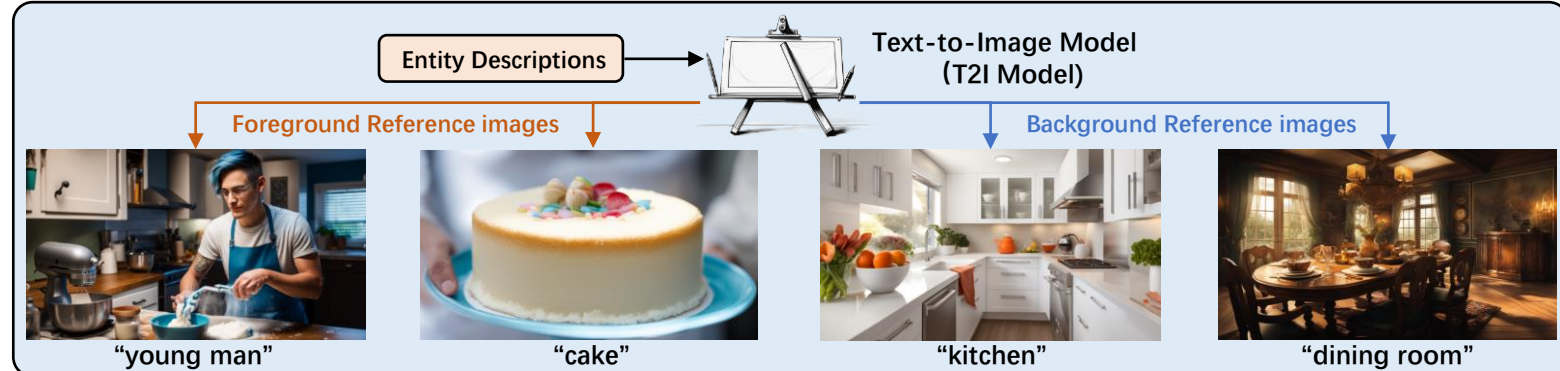 Entity Descriptions
Text-to-Image Model
(T2I Model)
Foreground Reference images
Background Reference images
“young man”
“cake”
“kitchen”
“dining room”